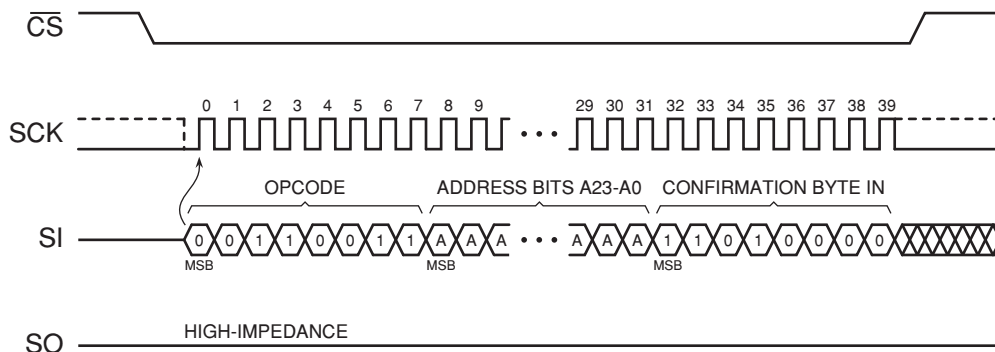 CS
0 1 2 3 4 5 6 7 8 9 29 30 31 32 33 34 35 36 37 38 39
SCK
OPCODE ADDRESS BITS A23-A0 CONFIRMATION BYTE IN
SI 0 0 1 1 0 0 1 1 A A A A A A 1 1 0 1 0 0 0 0
MSB MSB MSB
HIGH-IMPEDANCE
SO